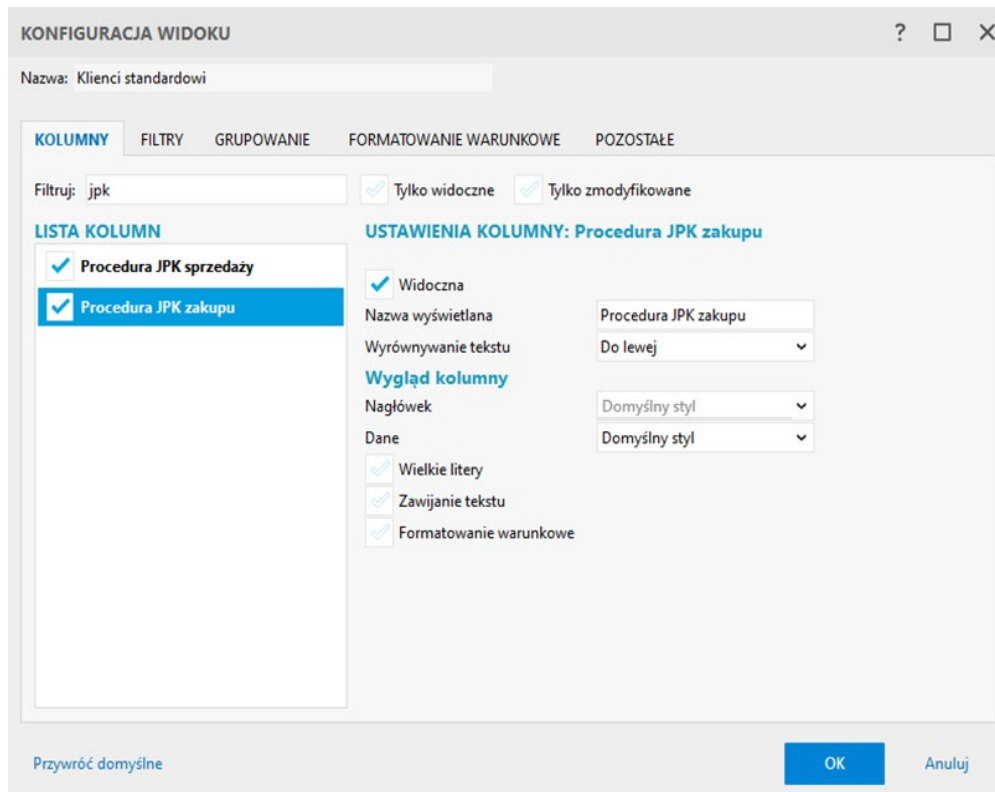 KONFIGURACJA WIDOKU ?
Nazwa: Klienci standardowi
KOLUMNY FILTRY GRUPOWANIE FORMATOWANIE WARUNKOWE POZOSTAŁE
Filtruj: jpk Tylko widoczne Tylko zmodyfikowane
LISTA KOLUMN
Procedura JPK sprzedaży
Procedura JPK zakupu
USTAWIENIA KOLUMNY: Procedura JPK zakupu
Widoczna
Nazwa wyświetlana Procedura JPK zakupu
Wyrównywanie tekstu Do lewej
Wygląd kolumny
Nagłówek Domyślny styl
Dane Domyślny styl
Wielkie litery
Zawijanie tekstu
Formatowanie warunkowe
Przywróć domyślne OK Anuluj